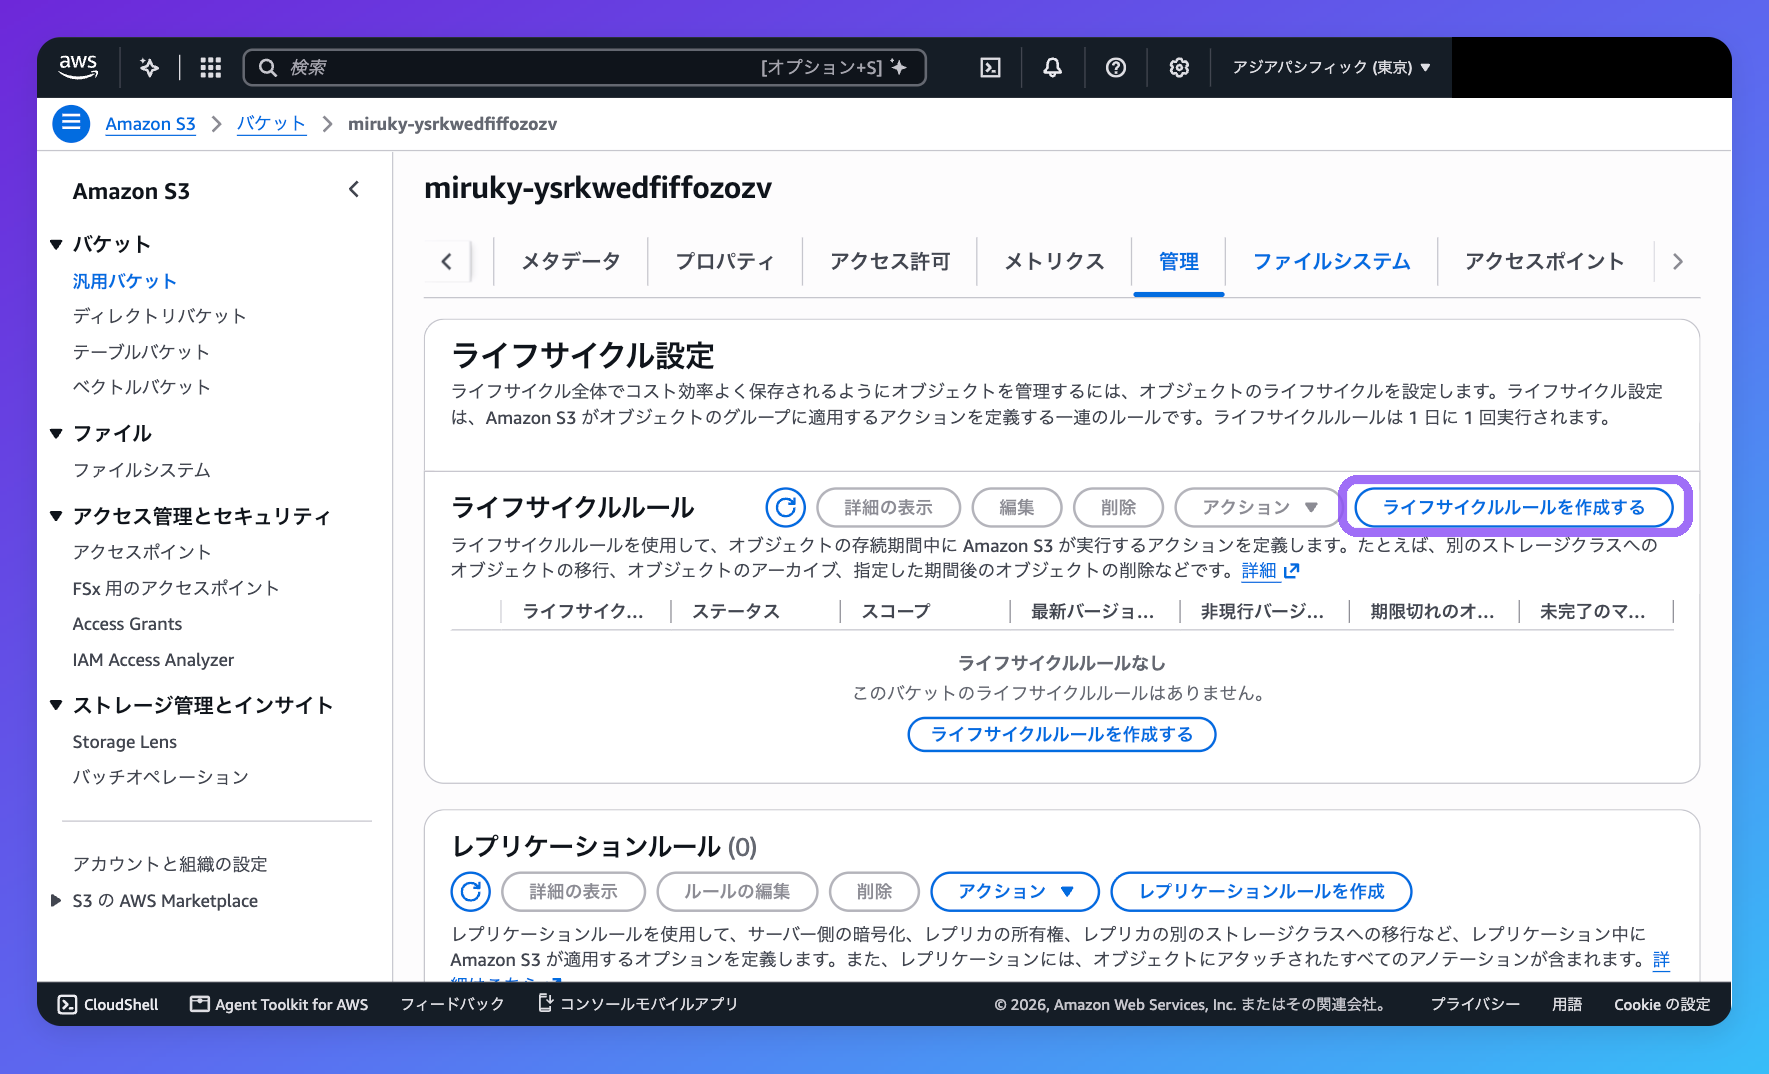 aws
検索
[オプション+S]
アジアパシフィック (東京) ▼
Amazon S3 > バケット > miruky-ysrkwedfiffozozv
Amazon S3
▼ バケット
汎用バケット
ディレクトリバケット
テーブルバケット
ベクトルバケット
▼ ファイル
ファイルシステム
▼ アクセス管理とセキュリティ
アクセスポイント
FSx 用のアクセスポイント
Access Grants
IAM Access Analyzer
▼ ストレージ管理とインサイト
Storage Lens
バッチオペレーション
アカウントと組織の設定
▶ S3 の AWS Marketplace
miruky-ysrkwedfiffozozv
メタデータ
プロパティ
アクセス許可
メトリクス
管理
ファイルシステム
アクセスポイント
ライフサイクル設定
ライフサイクル全体でコスト効率よく保存されるようにオブジェクトを管理するには、オブジェクトのライフサイクルを設定します。ライフサイクル設定
は、Amazon S3 がオブジェクトのグループに適用するアクションを定義する一連のルールです。ライフサイクルルールは 1 日に 1 回実行されます。
ライフサイクルルール
詳細の表示
編集
削除
アクション ▼
ライフサイクルルールを作成する
ライフサイクルルールを使用して、オブジェクトの存続期間中に Amazon S3 が実行するアクションを定義します。たとえば、別のストレージクラスへの
オブジェクトの移行、オブジェクトのアーカイブ、指定した期間後のオブジェクトの削除などです。詳細
ライフサイク...
ステータス
スコープ
最新バージョ...
非現行バージ...
期限切れのオ...
未完了のマ...
ライフサイクルルールなし
このバケットのライフサイクルルールはありません。
ライフサイクルルールを作成する
レプリケーションルール (0)
詳細の表示
ルールの編集
削除
アクション ▼
レプリケーションルールを作成
レプリケーションルールを使用して、サーバー側の暗号化、レプリカの所有権、レプリカの別のストレージクラスへの移行など、レプリケーション中に
Amazon S3 が適用するオプションを定義します。また、レプリケーションには、オブジェクトにアタッチされたすべてのアノテーションが含まれます。詳
細はこちら
CloudShell
Agent Toolkit for AWS
フィードバック
コンソールモバイルアプリ
© 2026, Amazon Web Services, Inc. またはその関連会社。
プライバシー
用語
Cookie の設定